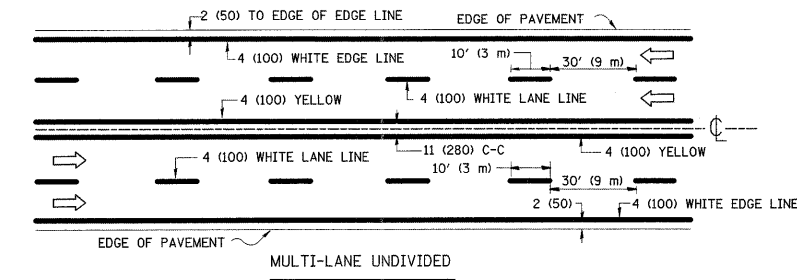 2 (50) TO EDGE OF EDGE LINE
EDGE OF PAVEMENT
4 (100) WHITE EDGE LINE
10' (3 m)
30' (9 m)
4 (100) YELLOW
4 (100) WHITE LANE LINE
℄
11 (280) C-C
4 (100) YELLOW
4 (100) WHITE LANE LINE
10' (3 m)
30' (9 m)
2 (50)
4 (100) WHITE EDGE LINE
EDGE OF PAVEMENT
MULTI-LANE UNDIVIDED